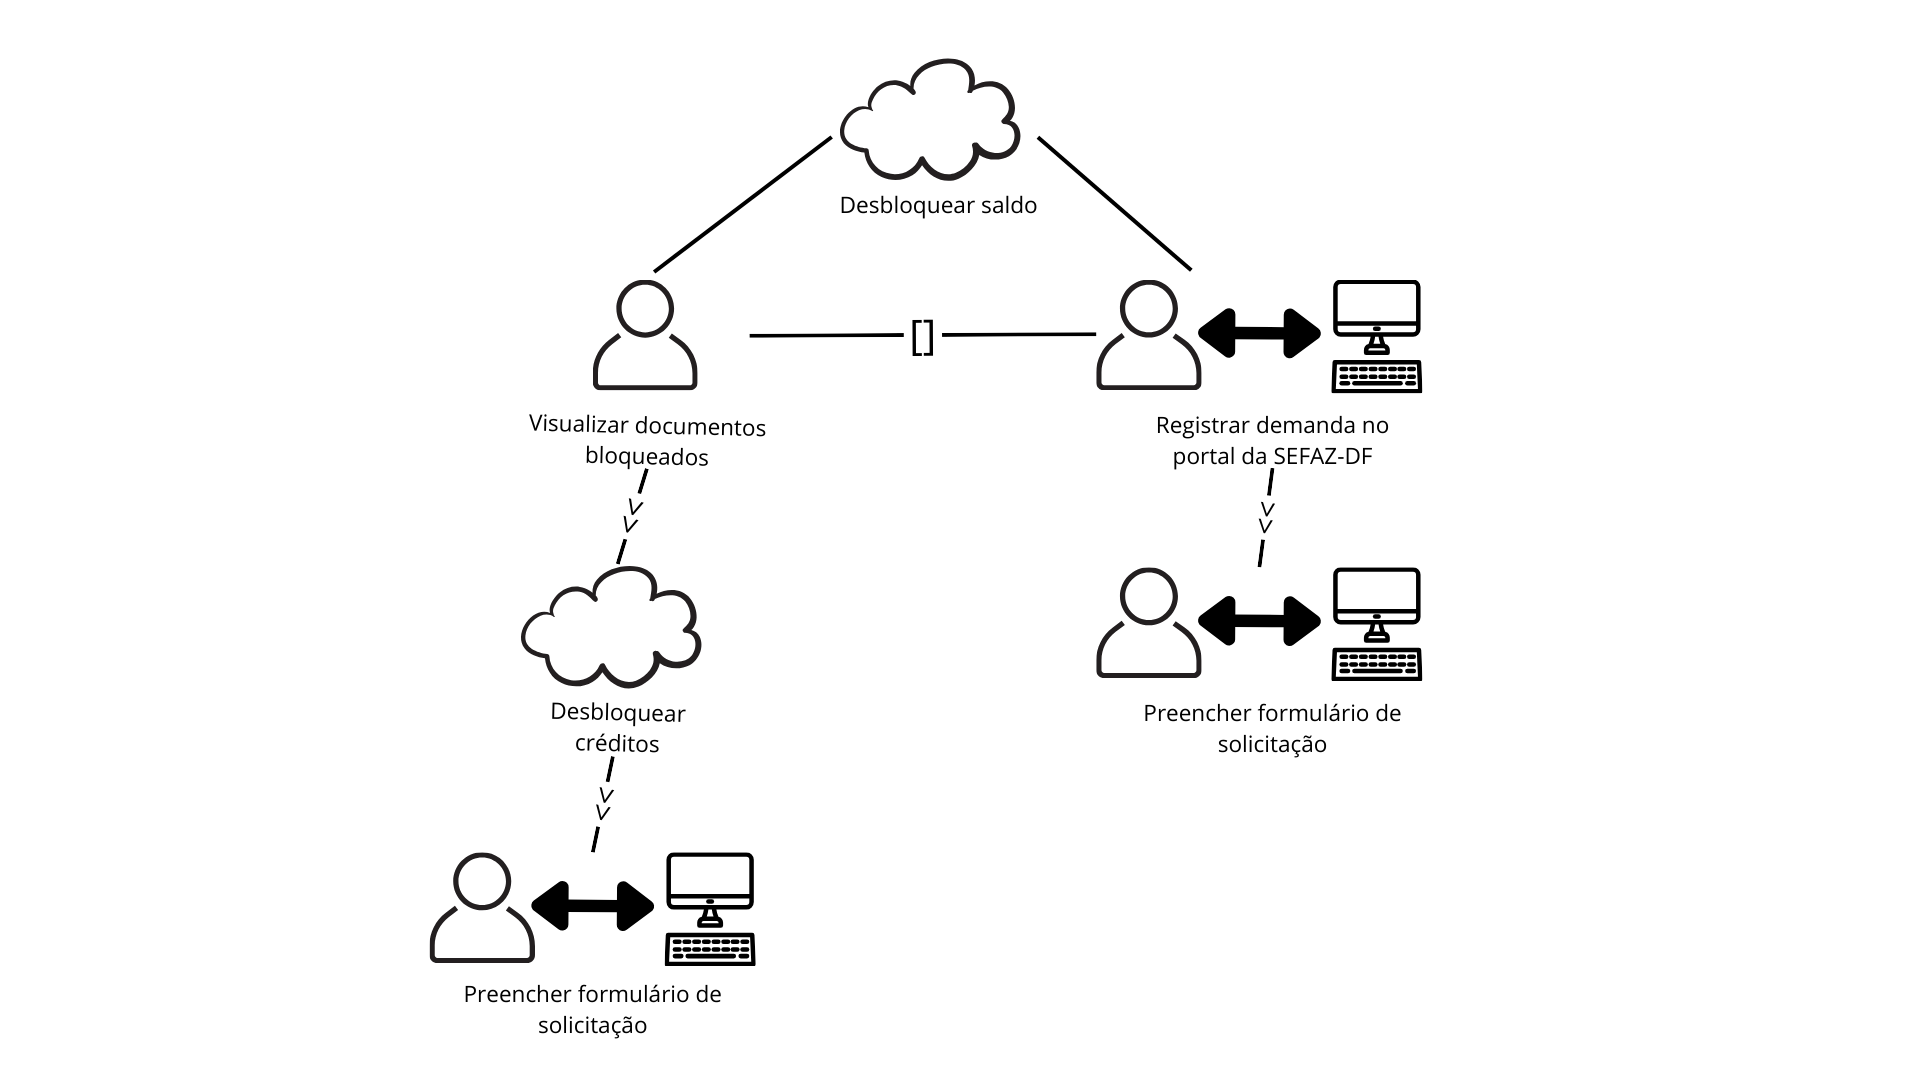 Desbloquear saldo
[]
Visualizar documentos
bloqueados
Registrar demanda no
portal da SEFAZ-DF
>>
>>
Desbloquear
créditos
Preencher formulário de
solicitação
>>
Preencher formulário de
solicitação